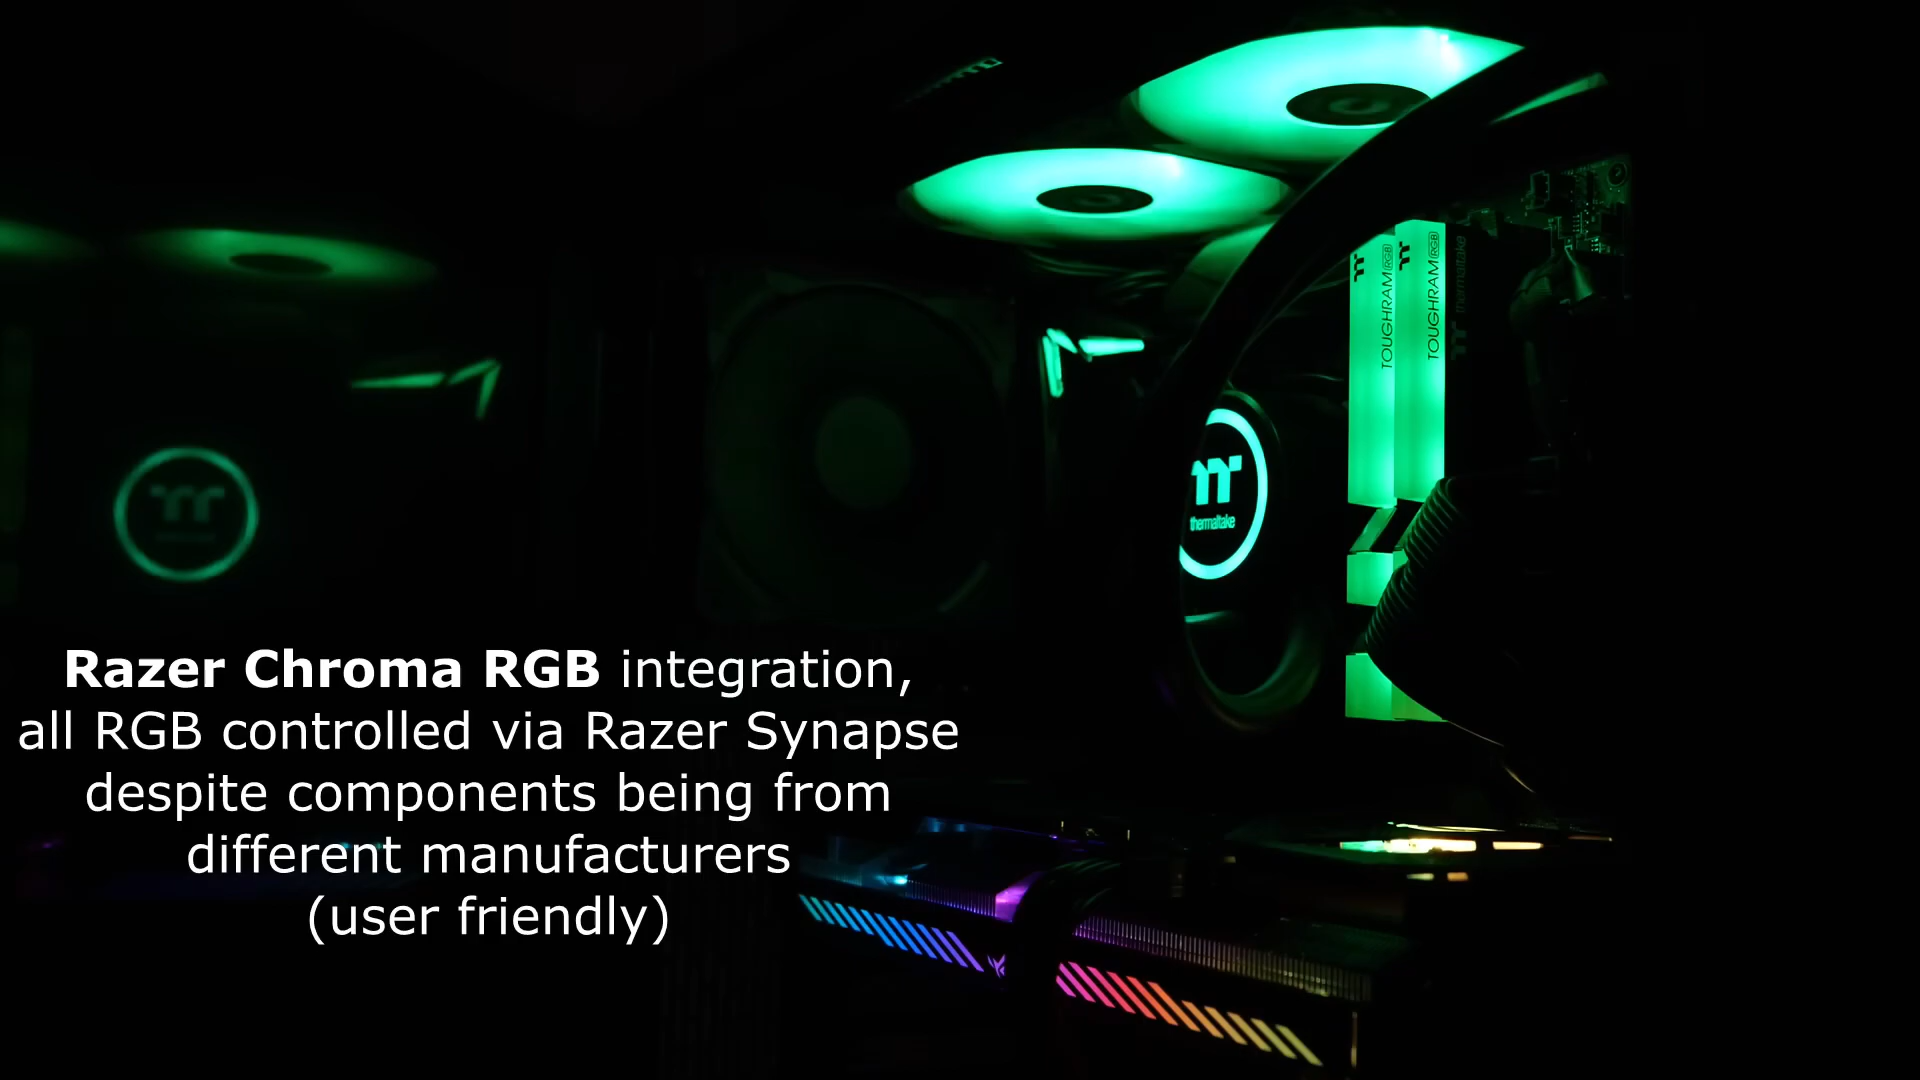 Razer Chroma RGB integration,
all RGB controlled via Razer Synapse
despite components being from
different manufacturers
(user friendly)
TOUGHRAM RGB
TOUGHRAM RGB
thermaltake
thermaltake